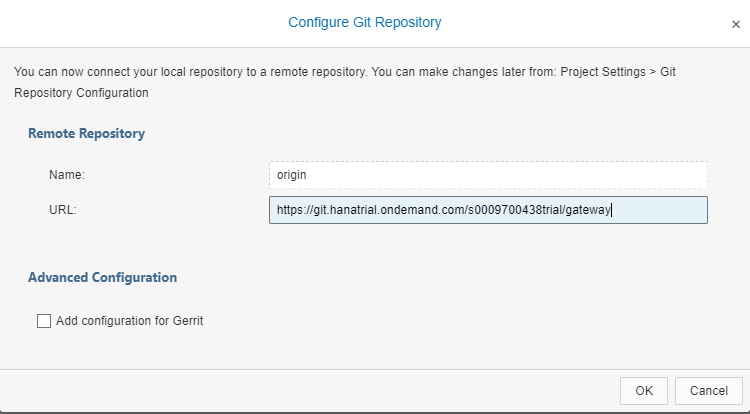 Configure Git Repository
×
You can now connect your local repository to a remote repository. You can make changes later from: Project Settings > Git
Repository Configuration
Remote Repository
Name:
origin
URL:
https://git.hanatrial.ondemand.com/s0009700438trial/gateway
Advanced Configuration
Add configuration for Gerrit
OK
Cancel